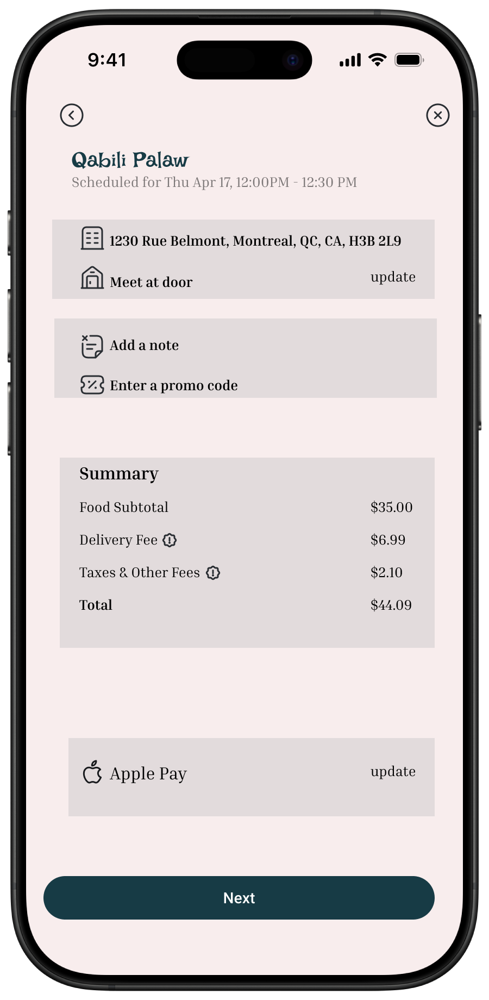 9:41
Qabili Palaw
Scheduled for Thu Apr 17, 12:00PM - 12:30 PM
1230 Rue Belmont, Montreal, QC, CA, H3B 2L9
Meet at door update
Add a note
Enter a promo code
Summary
Food Subtotal $35.00
Delivery Fee $6.99
Taxes & Other Fees $2.10
Total $44.09
Apple Pay update
Next